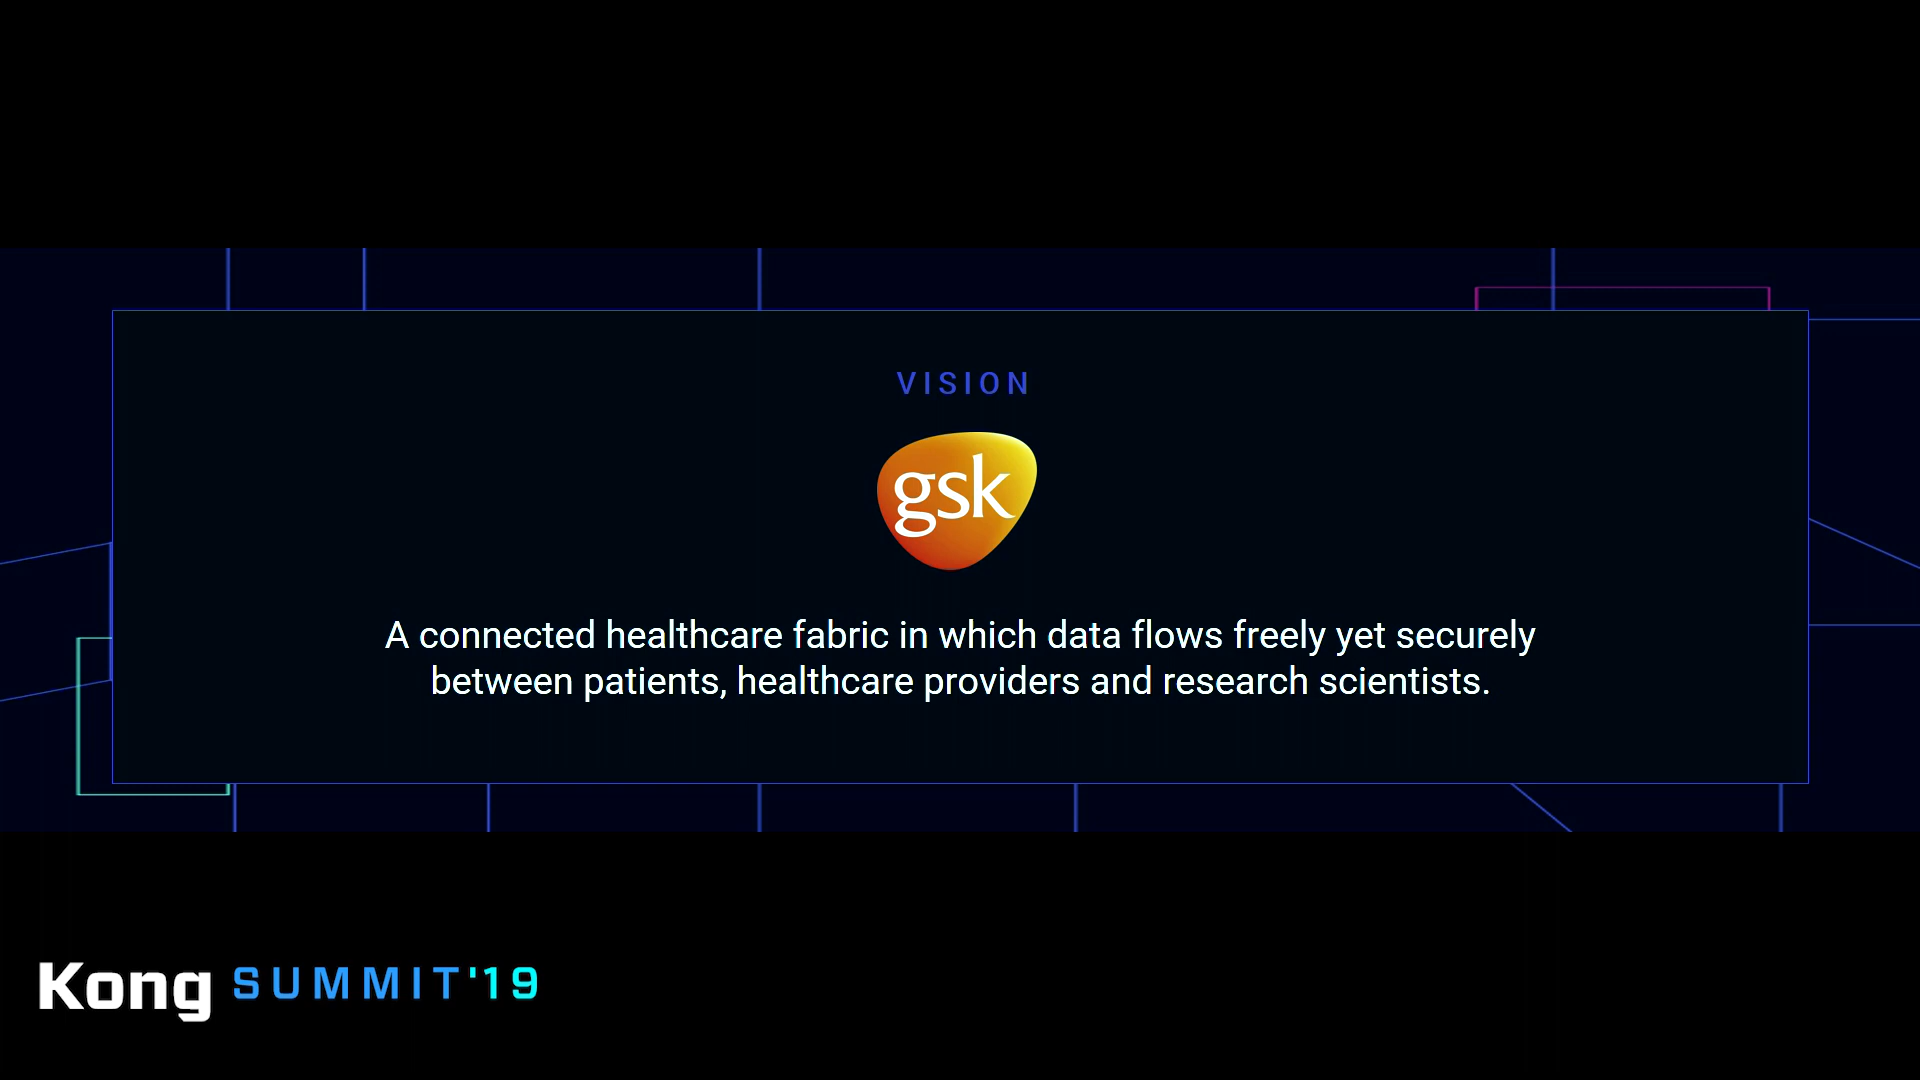 VISION
gsk
A connected healthcare fabric in which data flows freely yet securely
between patients, healthcare providers and research scientists.
Kong SUMMIT'19